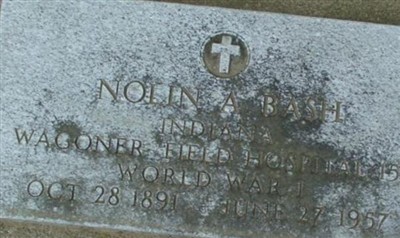 NOLIN A BASH
INDIANA
WAGONER FIELD HOSPITAL 15
WORLD WAR I
OCT 28 1891 JUNE 27 1957